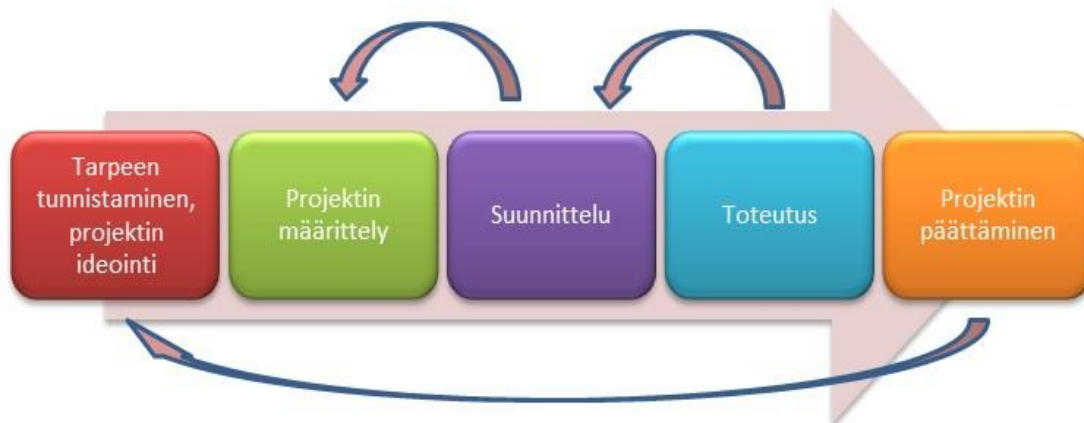 Tarpeen
tunnistaminen,
projektin
ideointi
Projektin
määrittely
Suunnittelu
Toteutus
Projektin
päättäminen